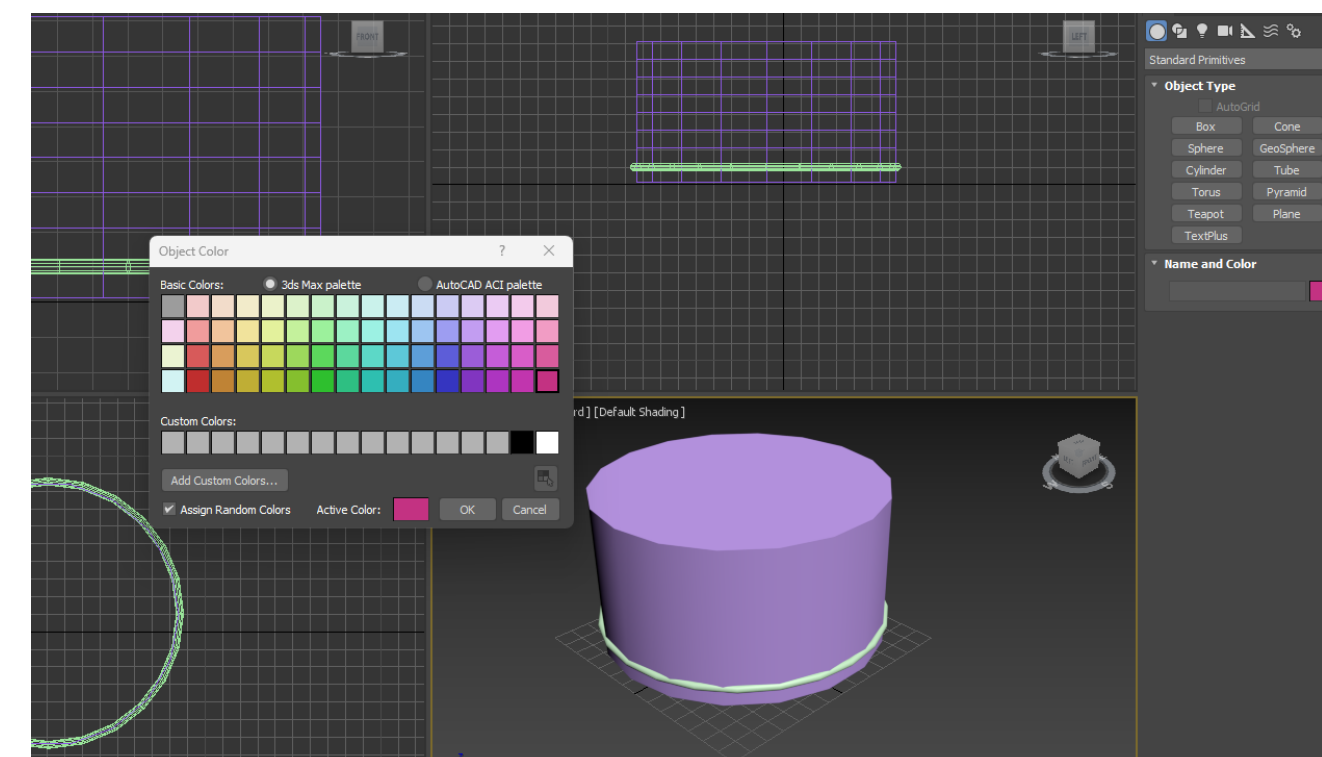 FRONT
LEFT
Standard Primitives
Object Type
AutoGrid
Box Cone
Sphere GeoSphere
Cylinder Tube
Torus Pyramid
Teapot Plane
TextPlus
Name and Color
Object Color ?
Basic Colors: 3ds Max palette AutoCAD ACI palette
Custom Colors:
Add Custom Colors...
Assign Random Colors Active Color: OK Cancel
rd ] [Default Shading ]